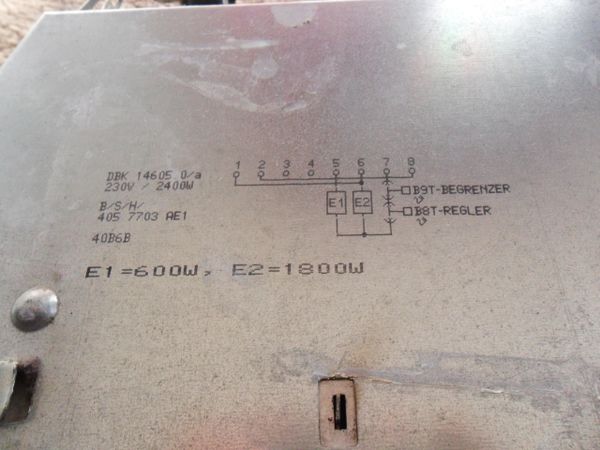 DBK 14605.0/a
230V / 2400W
B/S/H/
405 7703 AE1
40B6B
1 2 3 4 5 6 7 8
E1 E2
B9T-BEGRENZER
ϑ
B8T-REGLER
ϑ
E1=600W, E2=1800W